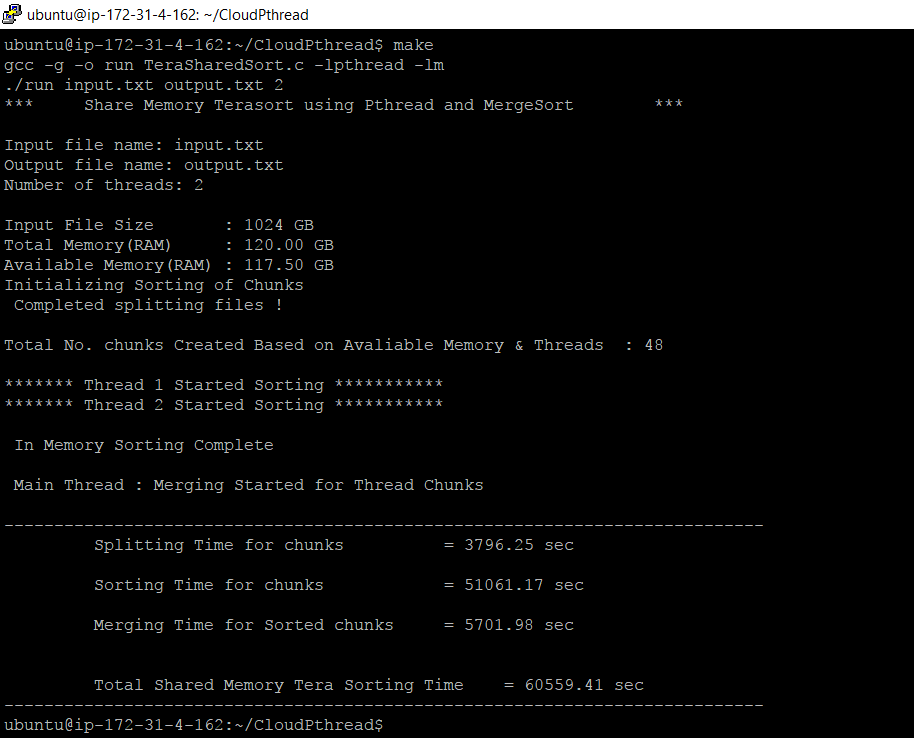 ubuntu@ip-172-31-4-162: ~/CloudPthread
ubuntu@ip-172-31-4-162:~/CloudPthread$ make
gcc -g -o run TeraSharedSort.c -lpthread -lm
./run input.txt output.txt 2
*** Share Memory Terasort using Pthread and MergeSort ***
Input file name: input.txt
Output file name: output.txt
Number of threads: 2
Input File Size : 1024 GB
Total Memory(RAM) : 120.00 GB
Available Memory(RAM) : 117.50 GB
Initializing Sorting of Chunks
Completed splitting files !
Total No. chunks Created Based on Avaliable Memory & Threads : 48
******* Thread 1 Started Sorting ***********
******* Thread 2 Started Sorting ***********
In Memory Sorting Complete
Main Thread : Merging Started for Thread Chunks
----------------------------------------------------------------------------
Splitting Time for chunks = 3796.25 sec
Sorting Time for chunks = 51061.17 sec
Merging Time for Sorted chunks = 5701.98 sec
Total Shared Memory Tera Sorting Time = 60559.41 sec
----------------------------------------------------------------------------
ubuntu@ip-172-31-4-162:~/CloudPthread$